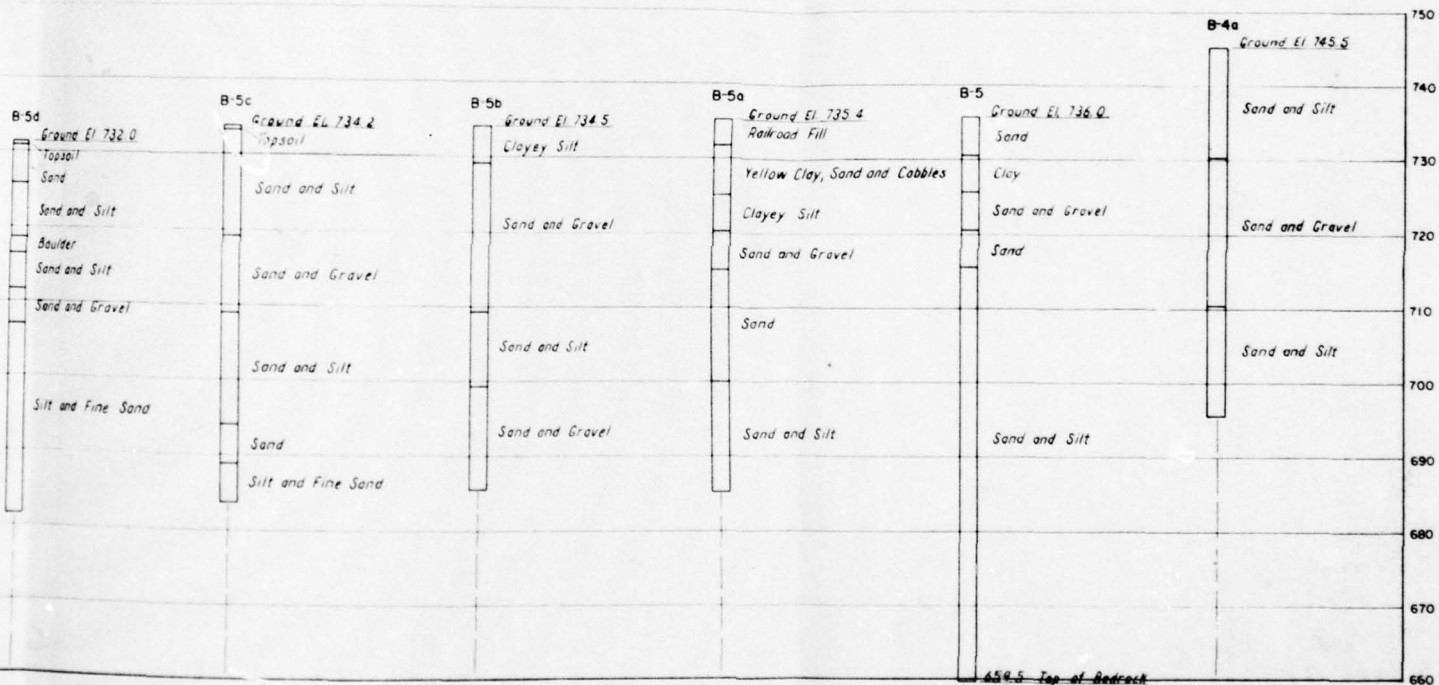 B-5d
Ground El 732.0
Topsoil
Sand
Sand and Silt
Boulder
Sand and Silt
Sand and Gravel
Silt and Fine Sand
B-5c
Ground El. 734.2
Topsoil
Sand and Silt
Sand and Gravel
Sand and Silt
Sand
Silt and Fine Sand
B-5b
Ground El 734.5
Clayey Silt
Sand and Gravel
Sand and Silt
Sand and Gravel
B-5a
Ground El 735.4
Railroad Fill
Yellow Clay, Sand and Cobbles
Clayey Silt
Sand and Gravel
Sand
Sand and Silt
B-5
Ground El. 736.0
Sand
Clay
Sand and Gravel
Sand
Sand and Silt
659.5 Top of Bedrock
B-4a
Ground El 745.5
Sand and Silt
Sand and Gravel
Sand and Silt
750
740
730
720
710
700
690
680
670
660